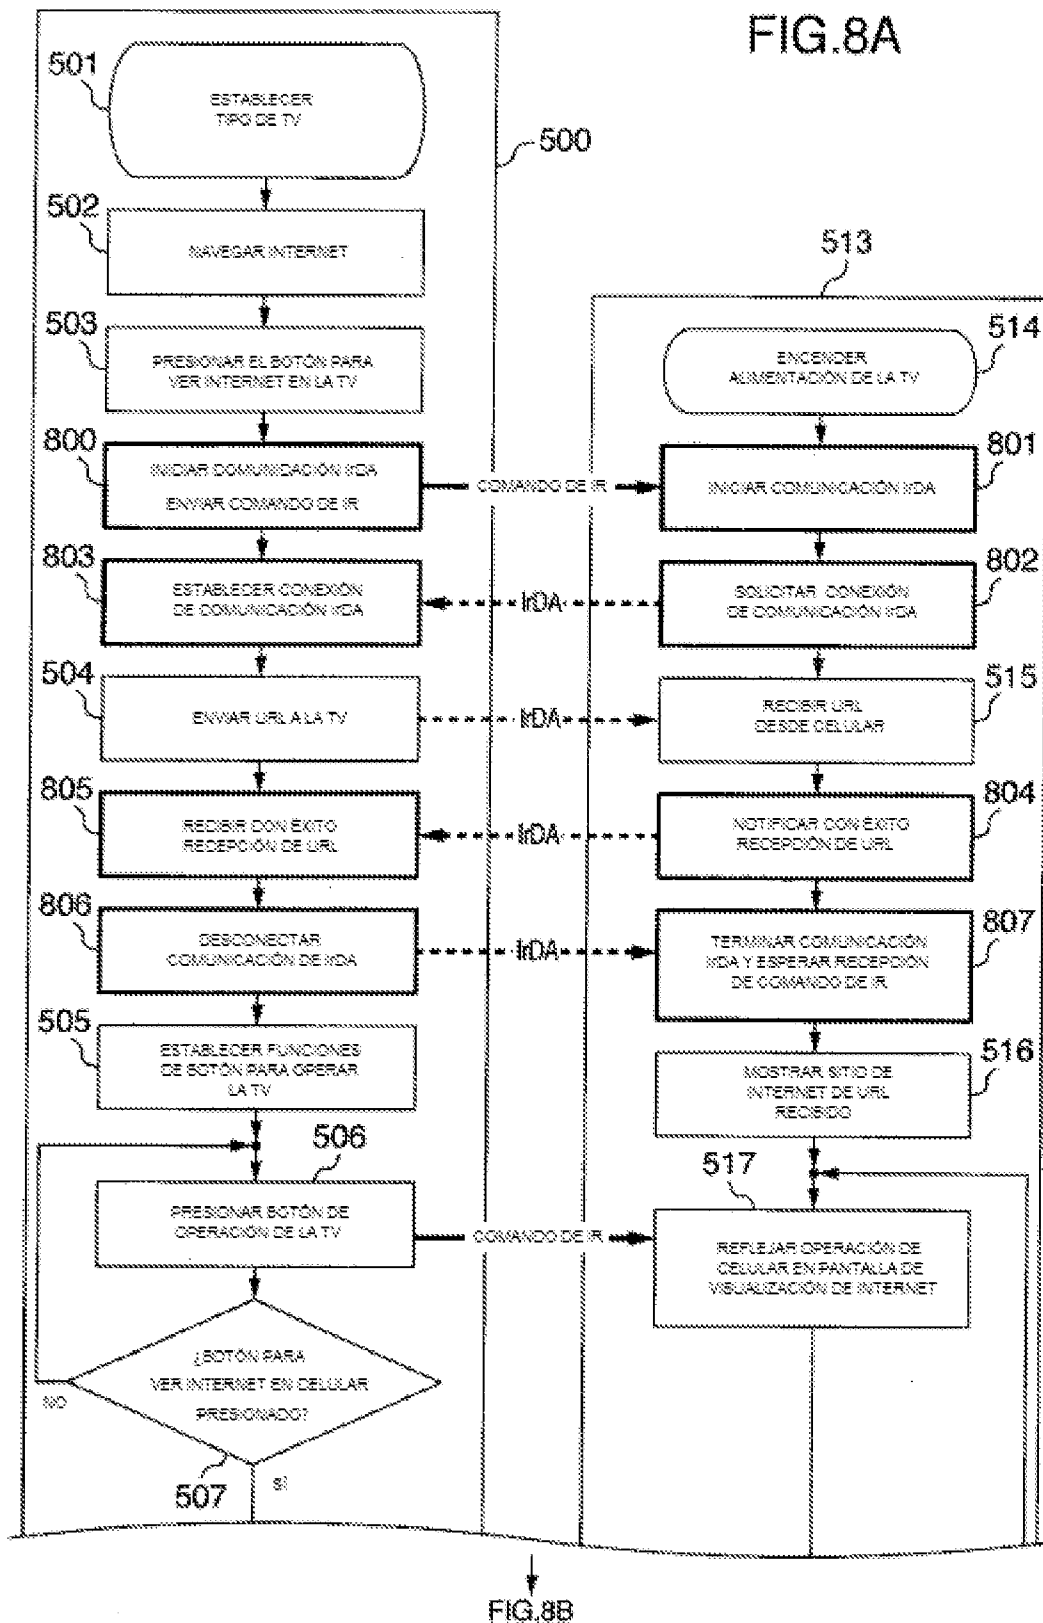 FIG.8A
501
ESTABLECER
TIPO DE TV
500
502
NAVEGAR INTERNET
503
PRESIONAR EL BOTÓN PARA
VER INTERNET EN LA TV
513
514
ENCENDER
ALIMENTACIÓN DE LA TV
800
INICIAR COMUNICACIÓN IrDA
ENVIAR COMANDO DE IR
COMANDO DE IR
801
INICIAR COMUNICACIÓN IrDA
803
ESTABLECER CONEXIÓN
DE COMUNICACIÓN IrDA
IrDA
802
SOLICITAR CONEXIÓN
DE COMUNICACIÓN IrDA
504
ENVIAR URL A LA TV
IrDA
515
RECIBIR URL
DESDE CELULAR
805
RECIBIR CON ÉXITO
RECEPCIÓN DE URL
IrDA
804
NOTIFICAR CON ÉXITO
RECEPCIÓN DE URL
806
DESCONECTAR
COMUNICACIÓN DE IrDA
IrDA
807
TERMINAR COMUNICACIÓN
IrDA Y ESPERAR RECEPCIÓN
DE COMANDO DE IR
505
ESTABLECER FUNCIONES
DE BOTÓN PARA OPERAR
LA TV
516
MOSTRAR SITIO DE
INTERNET DE URL
RECIBIDO
506
PRESIONAR BOTÓN DE
OPERACIÓN DE LA TV
COMANDO DE IR
517
REFLEJAR OPERACIÓN DE
CELULAR EN PANTALLA DE
VISUALIZACIÓN DE INTERNET
¿BOTÓN PARA
VER INTERNET EN CELULAR
PRESIONADO?
NO
507
SÍ
FIG.8B